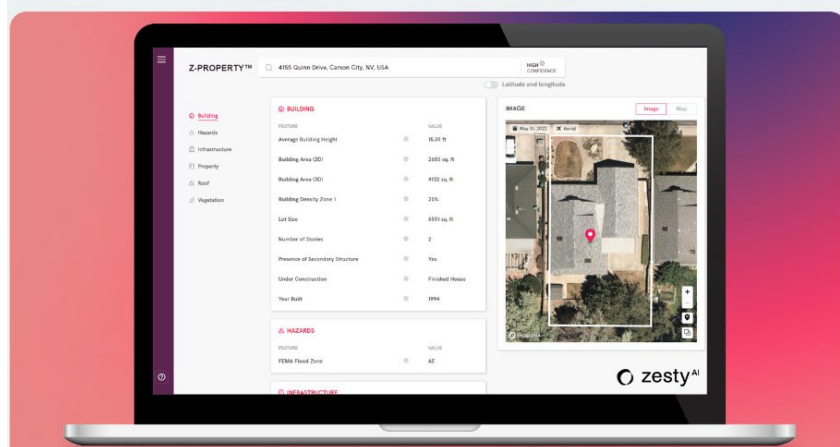 Z-PROPERTY™
4155 Quinn Drive, Carson City, NV, USA
HIGH
CONFIDENCE
Latitude and longitude
Building
Hazards
Infrastructure
Property
Roof
Vegetation
BUILDING
FEATURE VALUE
Average Building Height 15.39 ft
Building Area (2D) 2605 sq. ft
Building Area (3D) 4132 sq. ft
Building Density Zone 1 25%
Lot Size 6551 sq. ft
Number of Stories 2
Presence of Secondary Structure Yes
Under Construction Finished House
Year Built 1994
HAZARDS
FEATURE VALUE
FEMA Flood Zone AE
INFRASTRUCTURE
IMAGE
Image Map
May 31, 2022 Aerial
zesty AI